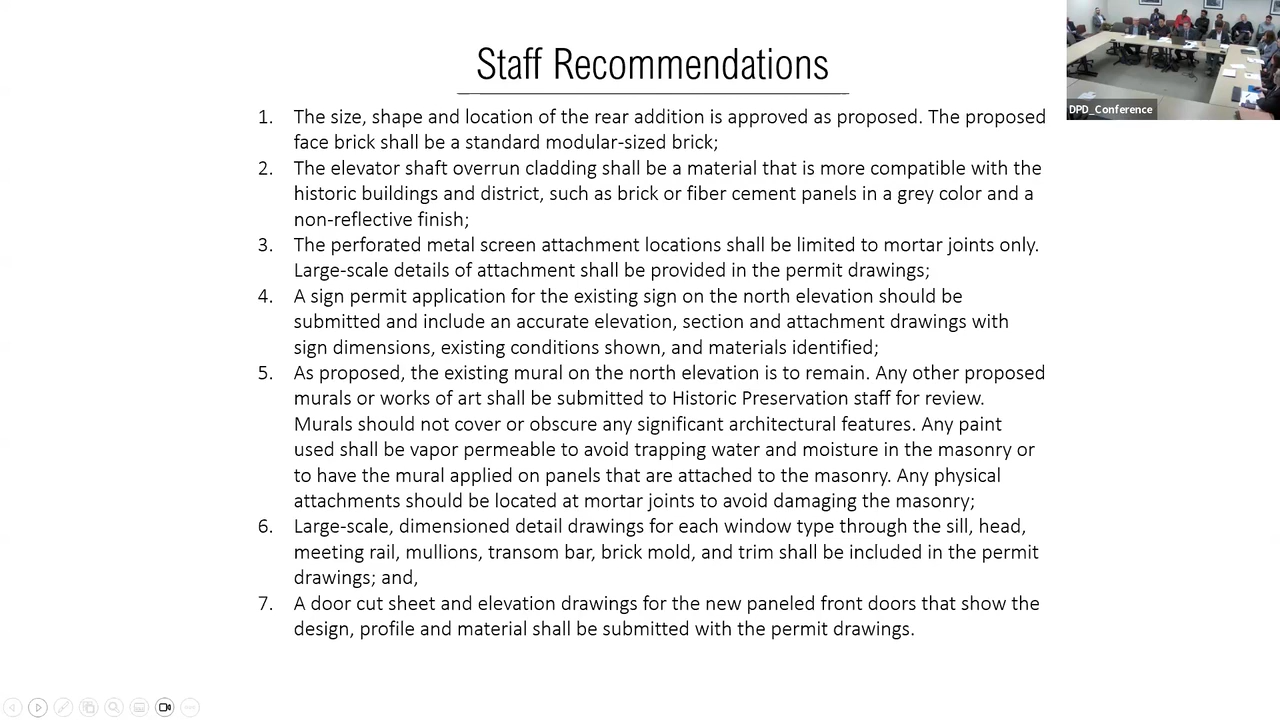 Staff Recommendations
1. The size, shape and location of the rear addition is approved as proposed. The proposed
face brick shall be a standard modular-sized brick;
2. The elevator shaft overrun cladding shall be a material that is more compatible with the
historic buildings and district, such as brick or fiber cement panels in a grey color and a
non-reflective finish;
3. The perforated metal screen attachment locations shall be limited to mortar joints only.
Large-scale details of attachment shall be provided in the permit drawings;
4. A sign permit application for the existing sign on the north elevation should be
submitted and include an accurate elevation, section and attachment drawings with
sign dimensions, existing conditions shown, and materials identified;
5. As proposed, the existing mural on the north elevation is to remain. Any other proposed
murals or works of art shall be submitted to Historic Preservation staff for review.
Murals should not cover or obscure any significant architectural features. Any paint
used shall be vapor permeable to avoid trapping water and moisture in the masonry or
to have the mural applied on panels that are attached to the masonry. Any physical
attachments should be located at mortar joints to avoid damaging the masonry;
6. Large-scale, dimensioned detail drawings for each window type through the sill, head,
meeting rail, mullions, transom bar, brick mold, and trim shall be included in the permit
drawings; and,
7. A door cut sheet and elevation drawings for the new paneled front doors that show the
design, profile and material shall be submitted with the permit drawings.
DPD_Conference